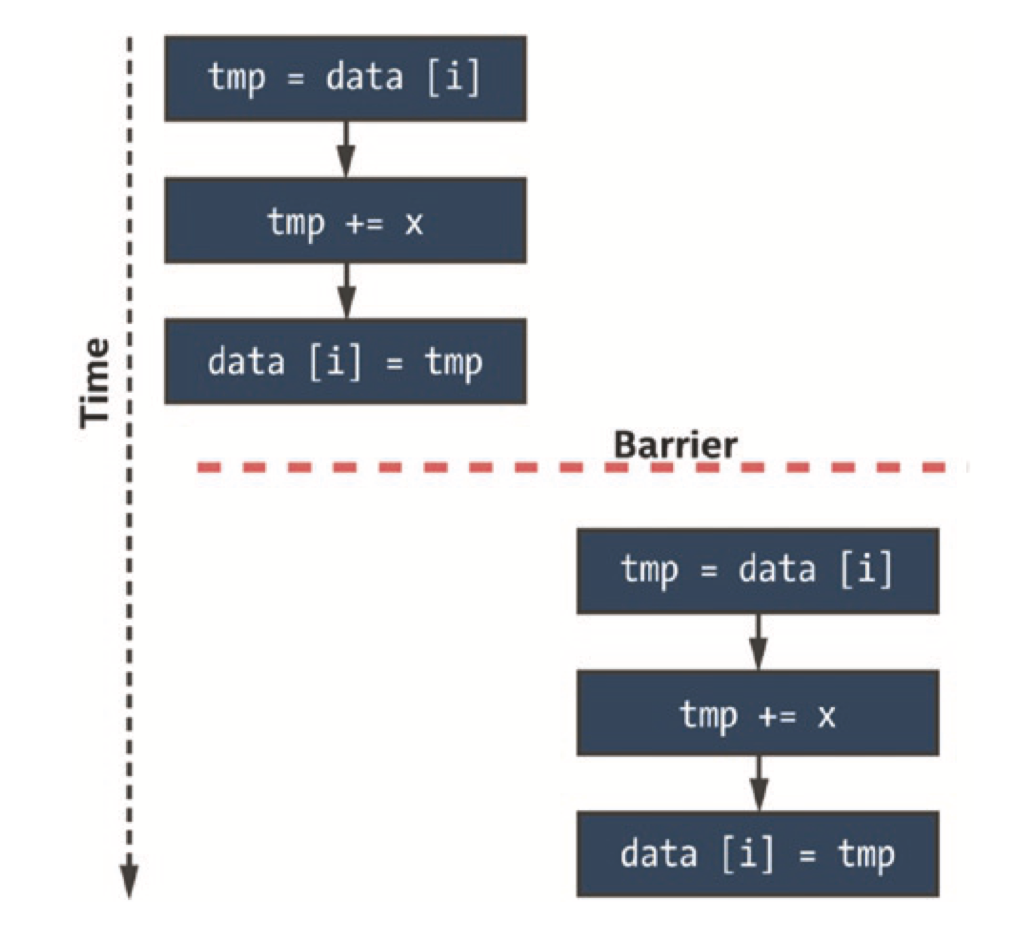 tmp = data [i]
tmp += x
data [i] = tmp
Time
Barrier
tmp = data [i]
tmp += x
data [i] = tmp